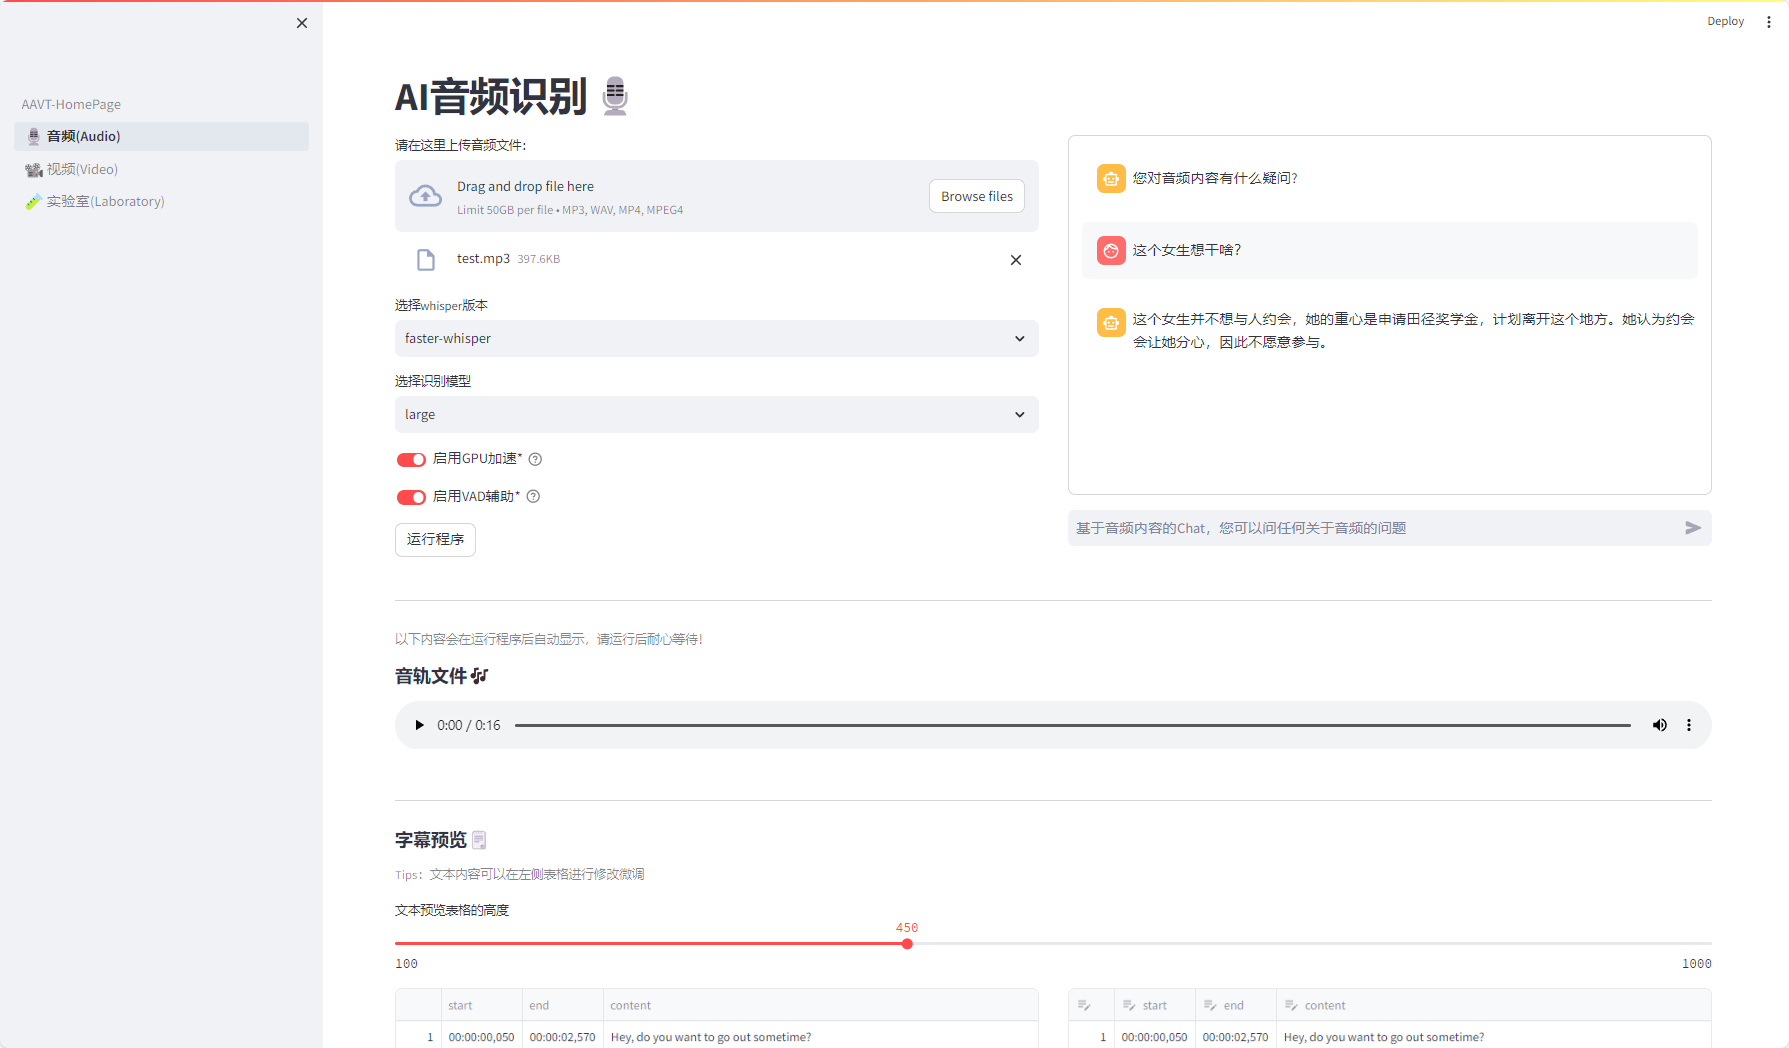 Deploy
AAVT-HomePage
音频(Audio)
视频(Video)
实验室(Laboratory)
AI音频识别
请在这里上传音频文件：
Drag and drop file here
Limit 50GB per file • MP3, WAV, MP4, MPEG4
Browse files
test.mp3 397.6KB
选择whisper版本
faster-whisper
选择识别模型
large
启用GPU加速*
启用VAD辅助*
运行程序
您对音频内容有什么疑问?
这个女生想干啥?
这个女生并不想与人约会，她的重心是申请田径奖学金，计划离开这个地方。她认为约会
会让她分心，因此不愿意参与。
基于音频内容的Chat，您可以问任何关于音频的问题
以下内容会在运行程序后自动显示，请运行后耐心等待！
音轨文件
0:00 / 0:16
字幕预览
Tips：文本内容可以在左侧表格进行修改微调
文本预览表格的高度
450
100 1000
start end content
1 00:00:00,050 00:00:02,570 Hey, do you want to go out sometime?
start end content
1 00:00:00,050 00:00:02,570 Hey, do you want to go out sometime?